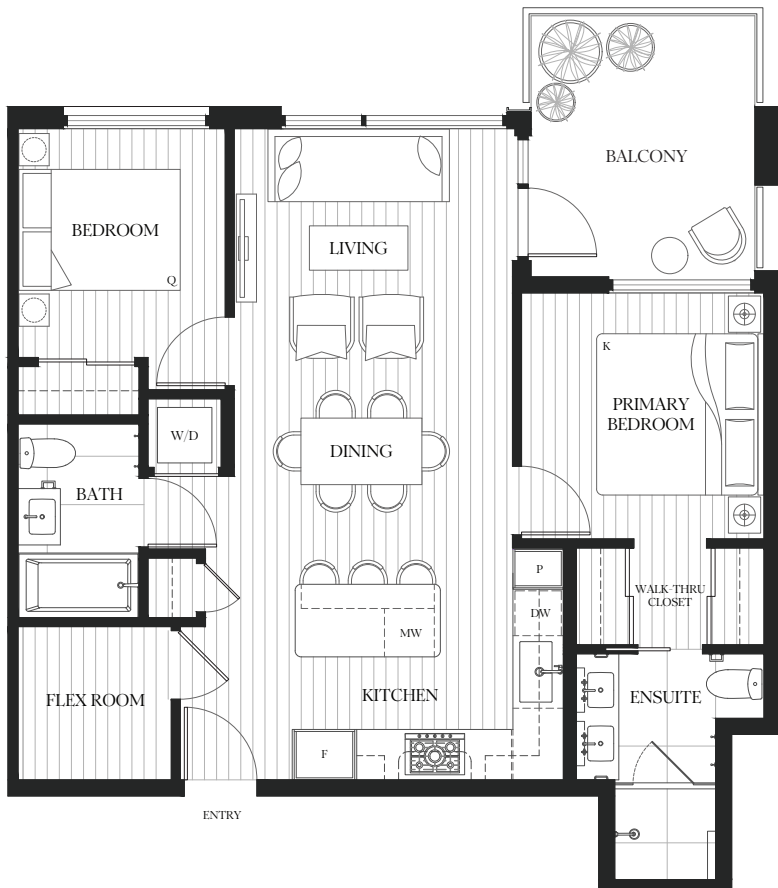 BALCONY
BEDROOM
Q
LIVING
K
PRIMARY
BEDROOM
W/D
DINING
BATH
P
WALK-THRU
CLOSET
DW
MW
FLEX ROOM
KITCHEN
ENSUITE
F
ENTRY